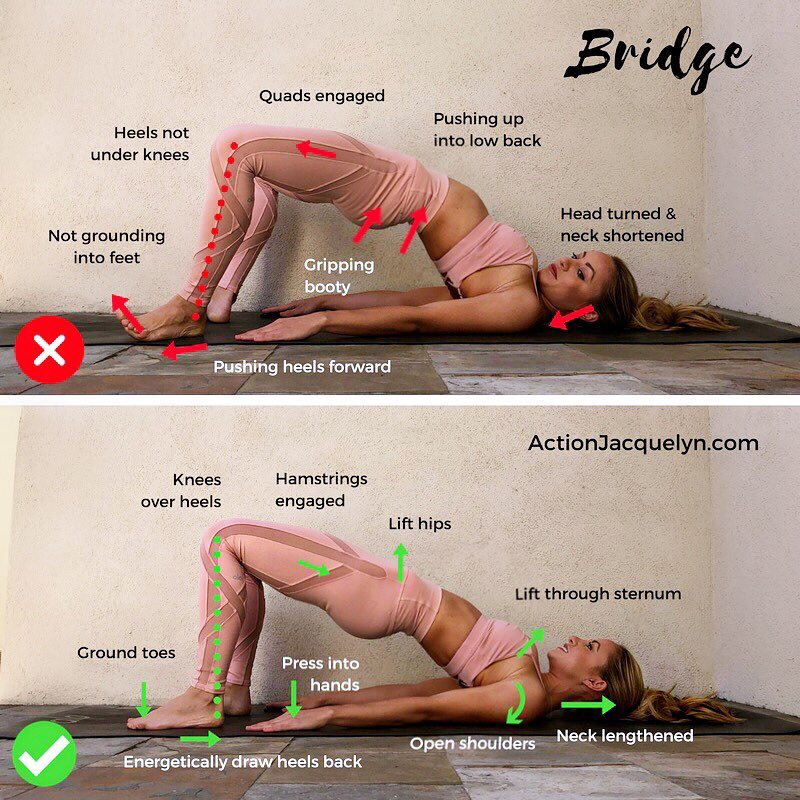 Bridge
Quads engaged
Pushing up
into low back
Heels not
under knees
Head turned &
neck shortened
Not grounding
into feet
Gripping
booty
Pushing heels forward
ActionJacquelyn.com
Knees
over heels
Hamstrings
engaged
Lift hips
Lift through sternum
Ground toes
Press into
hands
Open shoulders
Neck lengthened
Energetically draw heels back